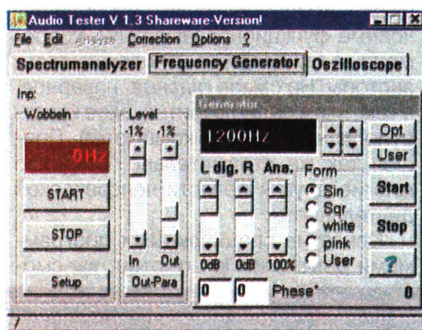 Audio Tester V 1.3 Shareware-Version!
File Edit Analyze Correction Options ?
Spectrumanalyzer Frequency Generator Oszilloscope
Inp:
Wobbeln
0Hz
START
STOP
Setup
Level
-1% -1%
In Out
Out-Para
Generator
1200Hz
Opt.
User
L dig. R Ana.
0dB 0dB 100%
Form
Sin
Sqr
white
pink
User
Start
Stop
?
0 0 Phase° 0
/